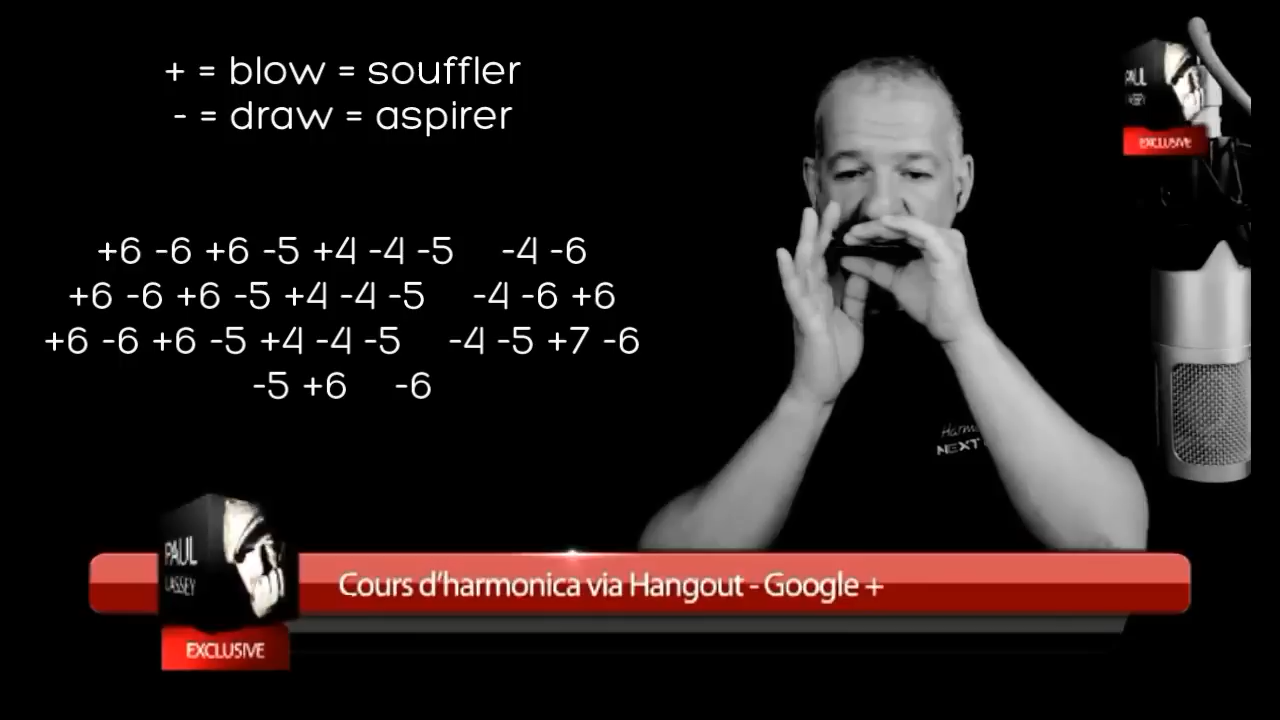 + = blow = souffler
- = draw = aspirer
PAUL
EXCLUSIVE
+6 -6 +6 -5 +4 -4 -5 -4 -6
+6 -6 +6 -5 +4 -4 -5 -4 -6 +6
+6 -6 +6 -5 +4 -4 -5 -4 -5 +7 -6
-5 +6 -6
NEXT
PAUL
LASSEY
Cours d'harmonica via Hangout - Google +
EXCLUSIVE